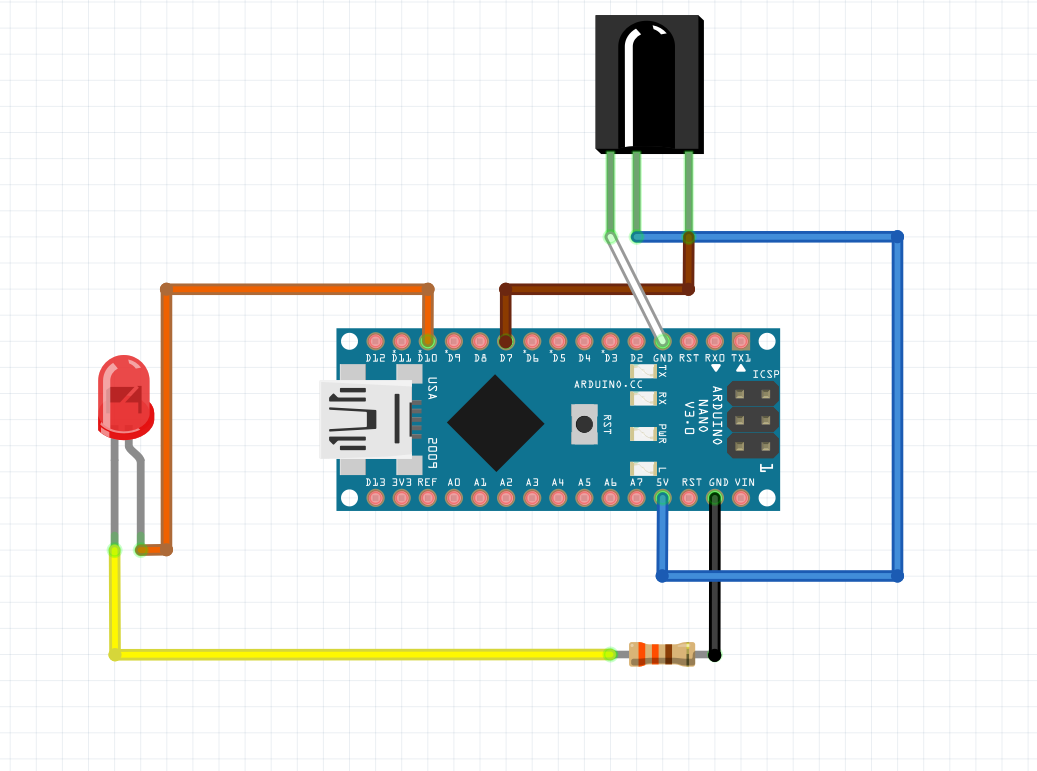 D12 D11 D10 D9 D8 D7 D6 D5 D4 D3 D2 GND RST RX0 TX1
TX
ICSP
ARDUINO.CC
USA
RX
RST
ARDUINO
NANO
V3.0
PWR
2009
L
1
D13 3V3 REF A0 A1 A2 A3 A4 A5 A6 A7 5V RST GND VIN